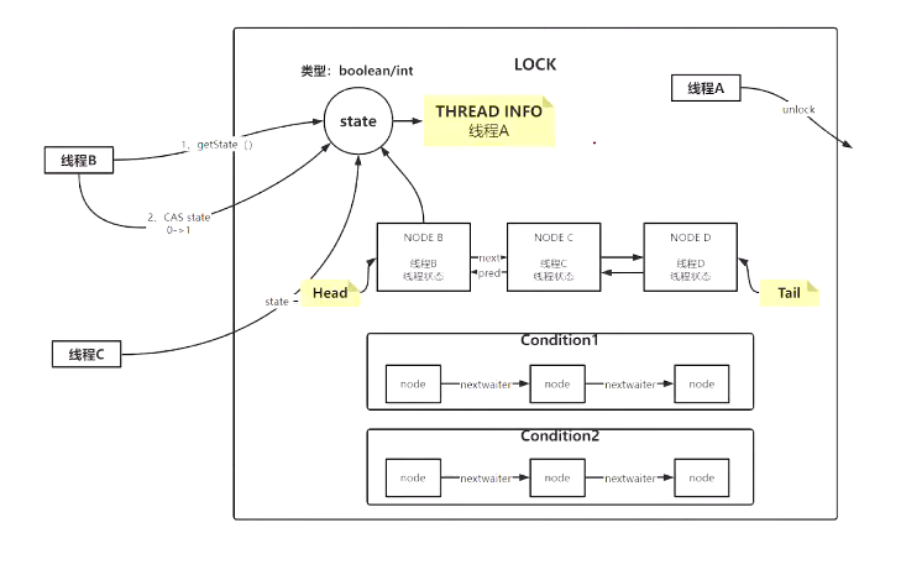 LOCK
类型：boolean/int
state
THREAD INFO
线程A
线程A
unlock
线程B
1、getState（）
2、CAS state
0->1
NODE B
线程B
线程状态
next
pred
NODE C
线程C
线程状态
NODE D
线程D
线程状态
Head
Tail
state
线程C
Condition1
node
nextwaiter
node
nextwaiter
node
Condition2
node
nextwaiter
node
nextwaiter
node